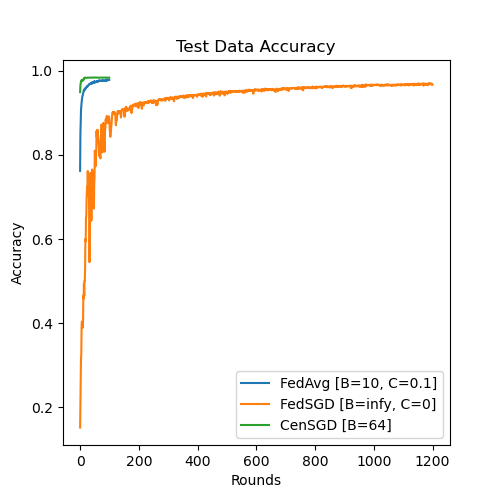 Test Data Accuracy
1.0
0.8
0.6
0.4
0.2
Accuracy
FedAvg [B=10, C=0.1]
FedSGD [B=infy, C=0]
CenSGD [B=64]
0 200 400 600 800 1000 1200
Rounds